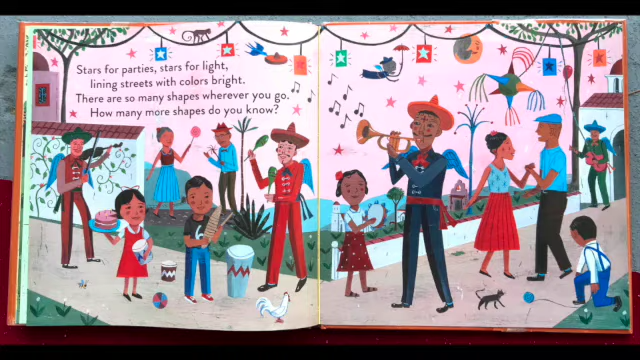 Stars for parties, stars for light,
lining streets with colors bright.
There are so many shapes wherever you go.
How many more shapes do you know?